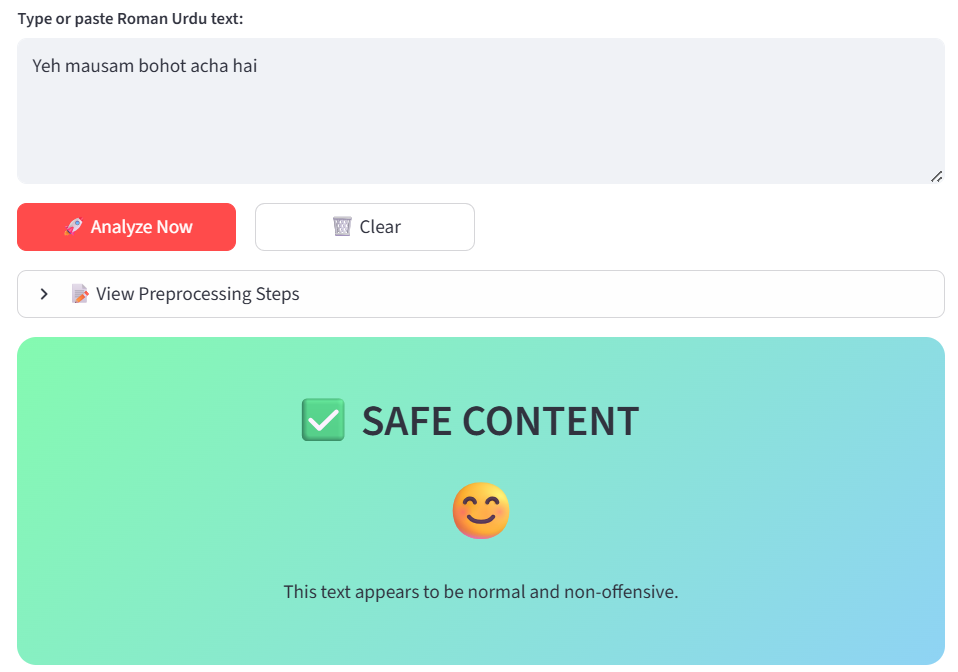 Type or paste Roman Urdu text:
Yeh mausam bohot acha hai
🚀 Analyze Now
🗑️ Clear
📝 View Preprocessing Steps
✅ SAFE CONTENT
😊
This text appears to be normal and non-offensive.